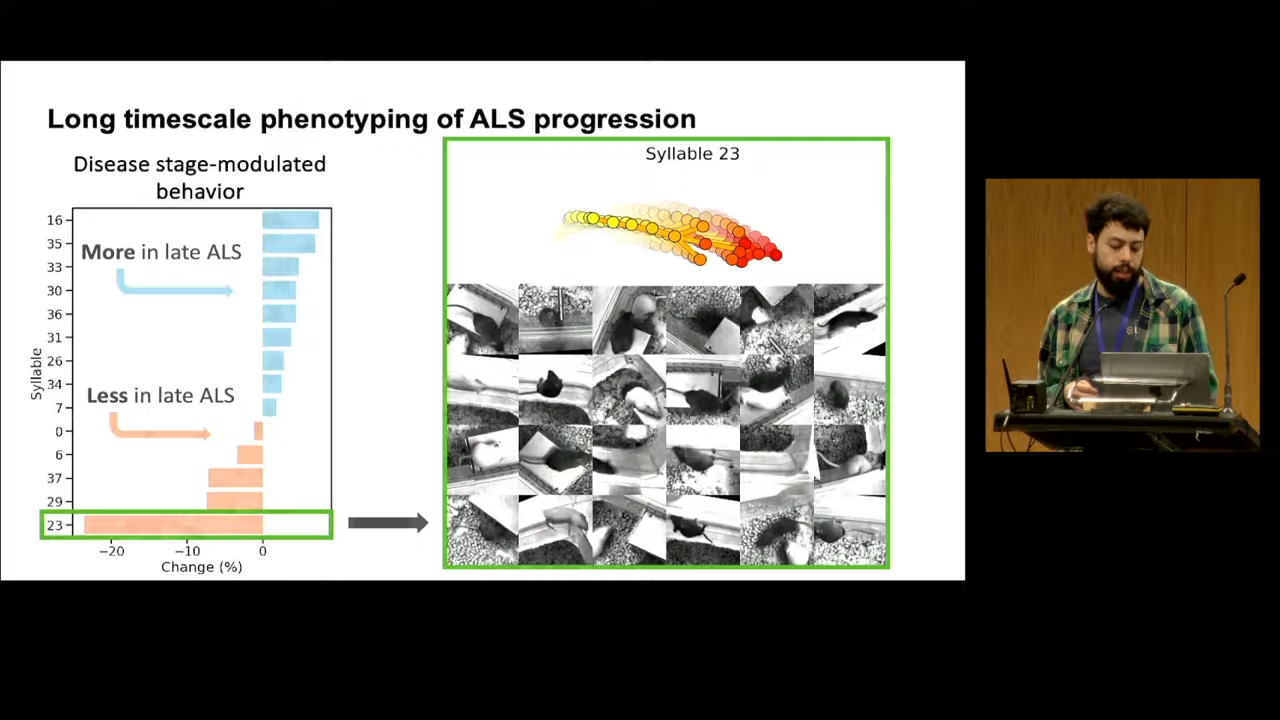 Long timescale phenotyping of ALS progression
Disease stage-modulated
behavior
Syllable
16
35
33
30
36
31
26
34
7
0
6
37
29
23
More in late ALS
Less in late ALS
−20
−10
0
Change (%)
Syllable 23